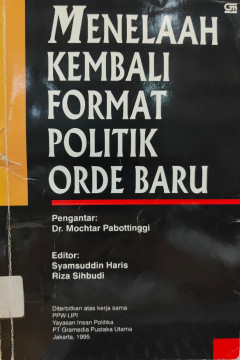 GM
MENELAAH
KEMBALI
FORMAT
POLITIK
ORDE BARU
Pengantar:
Dr. Mochtar Pabottinggi
Editor:
Syamsuddin Haris
Riza Sihbudi
Diterbitkan atas kerja sama
PPW-LIPI
Yayasan Insan Politika
PT Gramedia Pustaka Utama
Jakarta, 1995